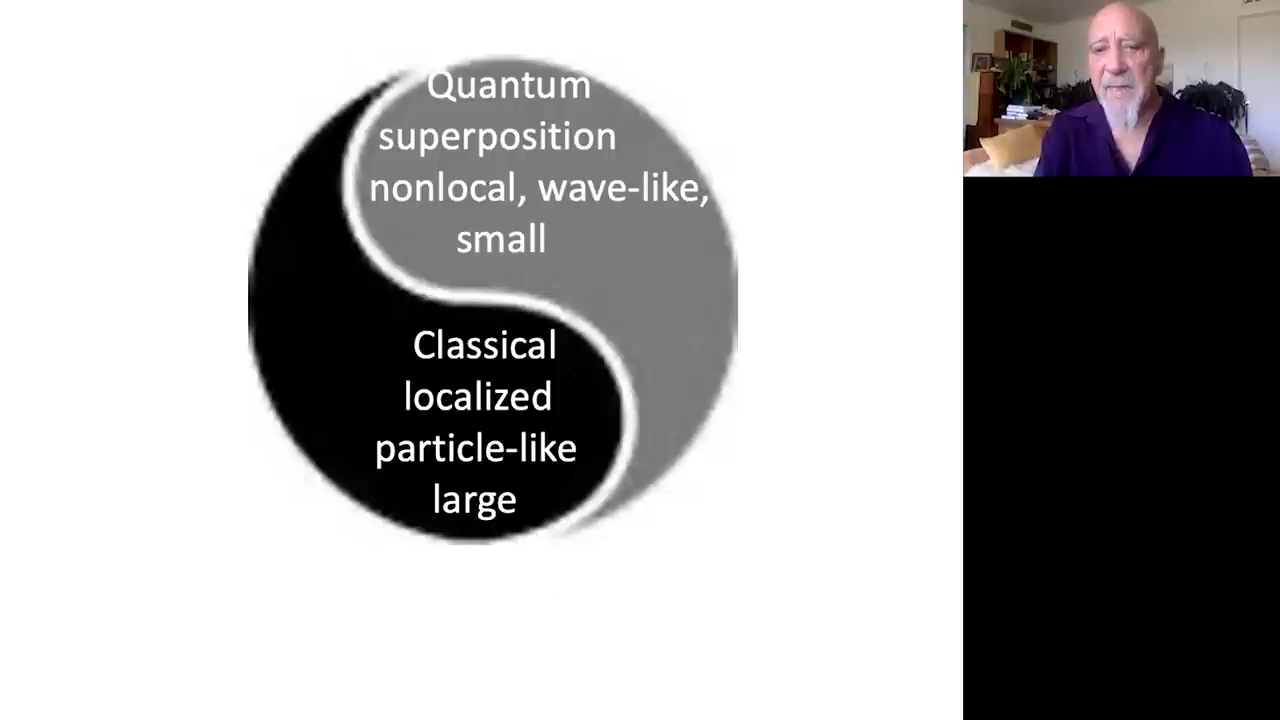 Quantum
superposition
nonlocal, wave-like,
small
Classical
localized
particle-like
large